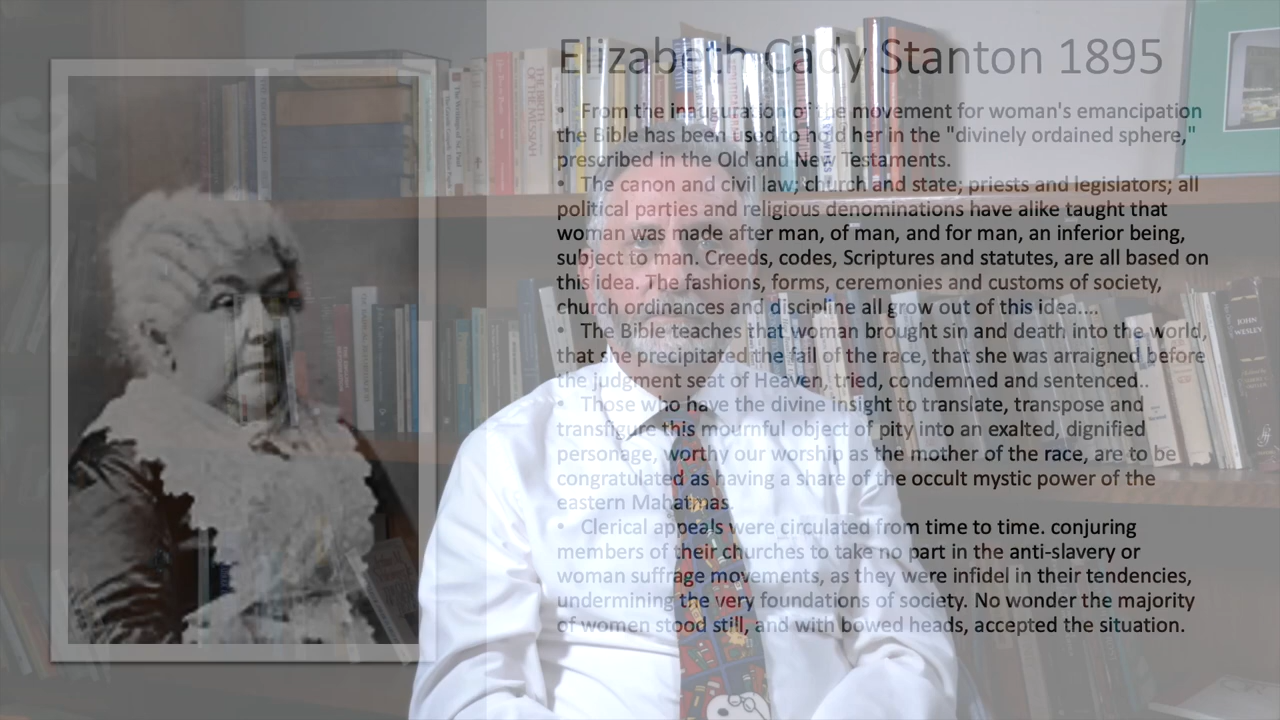 Elizabeth Cady Stanton 1895
• From the inauguration of the movement for woman's emancipation
the Bible has been used to hold her in the "divinely ordained sphere,"
prescribed in the Old and New Testaments.
• The canon and civil law; church and state; priests and legislators; all
political parties and religious denominations have alike taught that
woman was made after man, of man, and for man, an inferior being,
subject to man. Creeds, codes, Scriptures and statutes, are all based on
this idea. The fashions, forms, ceremonies and customs of society,
church ordinances and discipline all grow out of this idea....
• The Bible teaches that woman brought sin and death into the world,
that she precipitated the fall of the race, that she was arraigned before
the judgment seat of Heaven, tried, condemned and sentenced..
• Those who have the divine insight to translate, transpose and
transfigure this mournful object of pity into an exalted, dignified
personage, worthy our worship as the mother of the race, are to be
congratulated as having a share of the occult mystic power of the
eastern Mahatmas.
• Clerical appeals were circulated from time to time. conjuring
members of their churches to take no part in the anti-slavery or
woman suffrage movements, as they were infidel in their tendencies,
undermining the very foundations of society. No wonder the majority
of women stood still, and with bowed heads, accepted the situation.
THE BIRTH
OF THE MESSIAH
JOHN
WESLEY